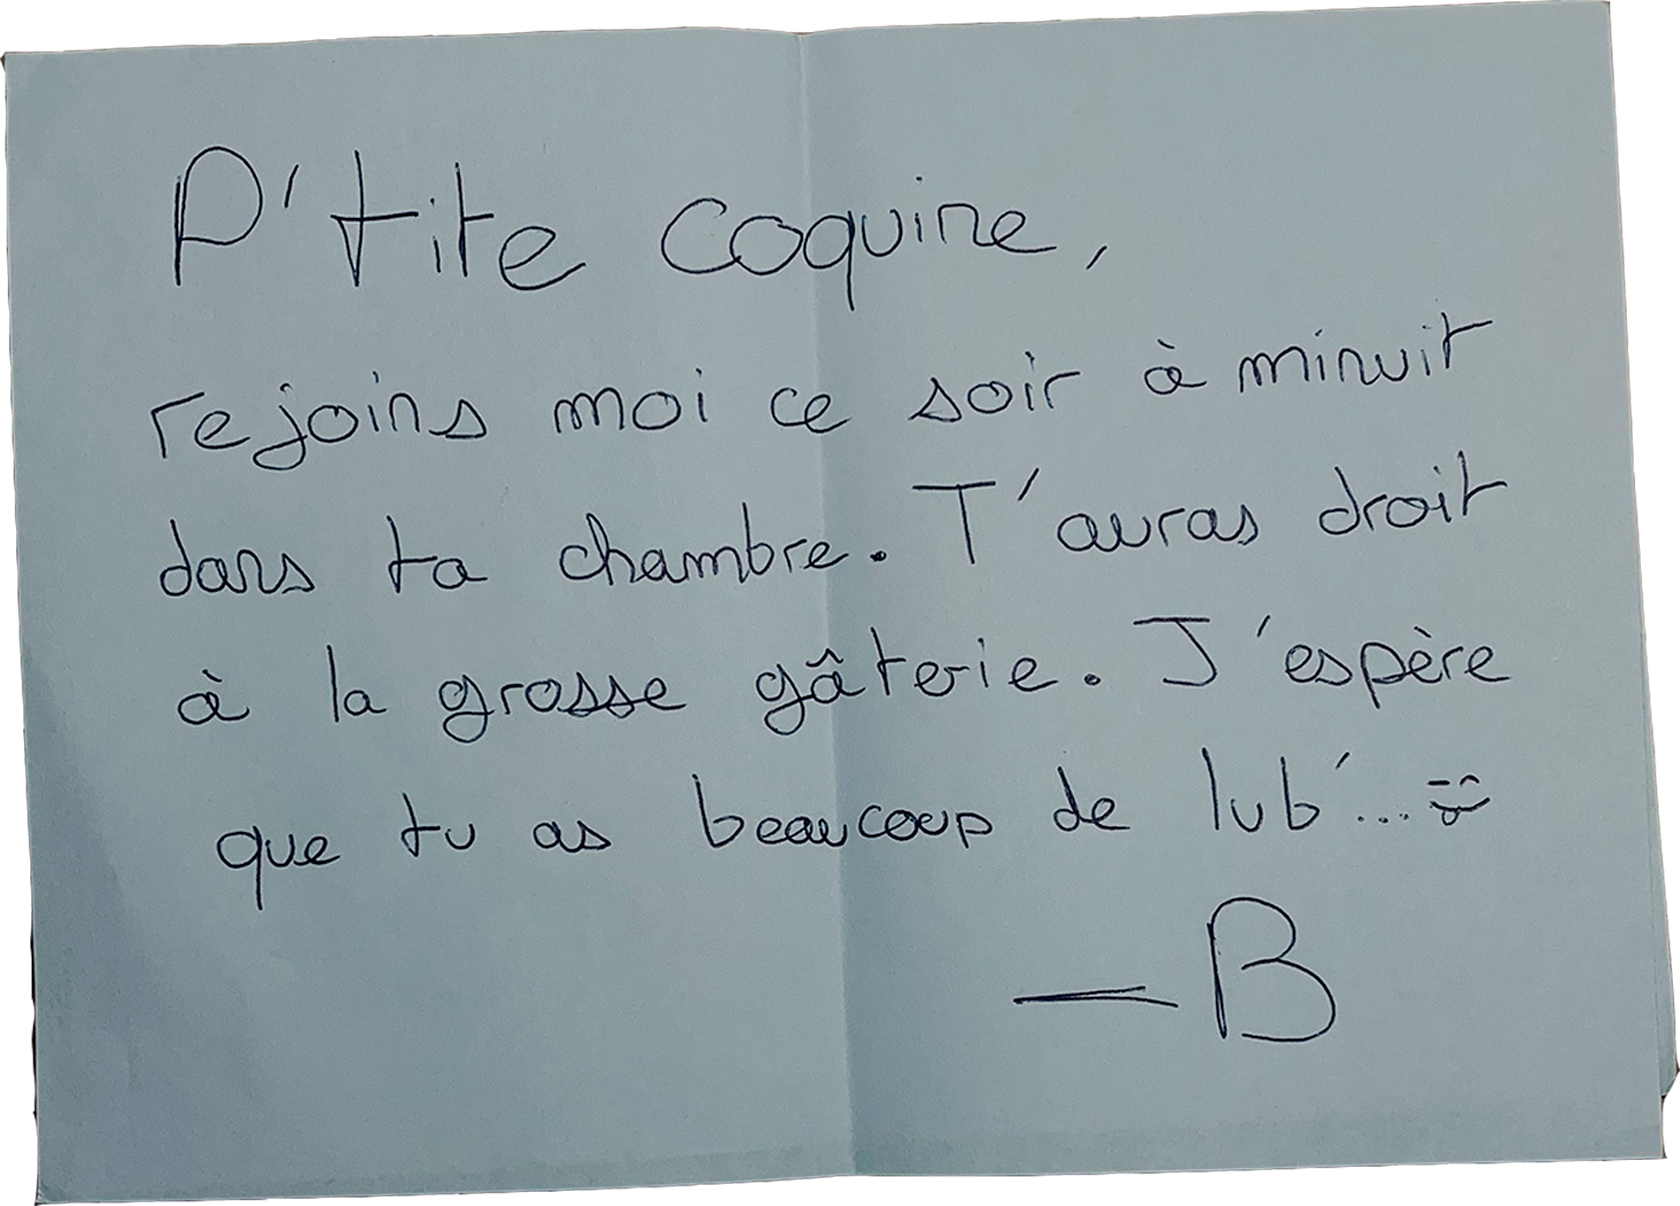 P'tite coquine,
rejoins moi ce soir à minuit
dans ta chambre. T'auras droit
à la grosse gâterie. J'espère
que tu as beaucoup de lub'...
—B